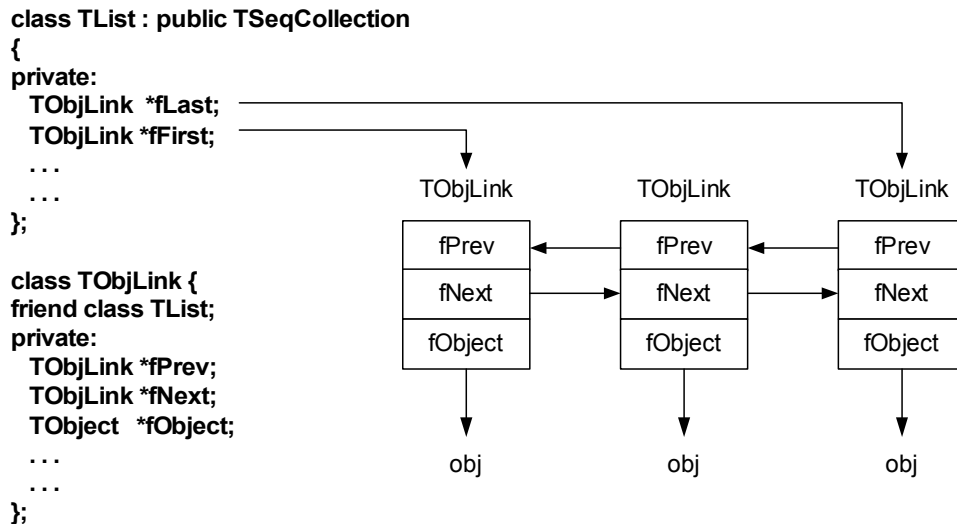 class TList : public TSeqCollection
{
private:
TObjLink *fLast;
TObjLink *fFirst;
. . .
. . .
};
class TObjLink {
friend class TList;
private:
TObjLink *fPrev;
TObjLink *fNext;
TObject *fObject;
. . .
. . .
};
TObjLink TObjLink TObjLink
fPrev fPrev fPrev
fNext fNext fNext
fObject fObject fObject
obj obj obj